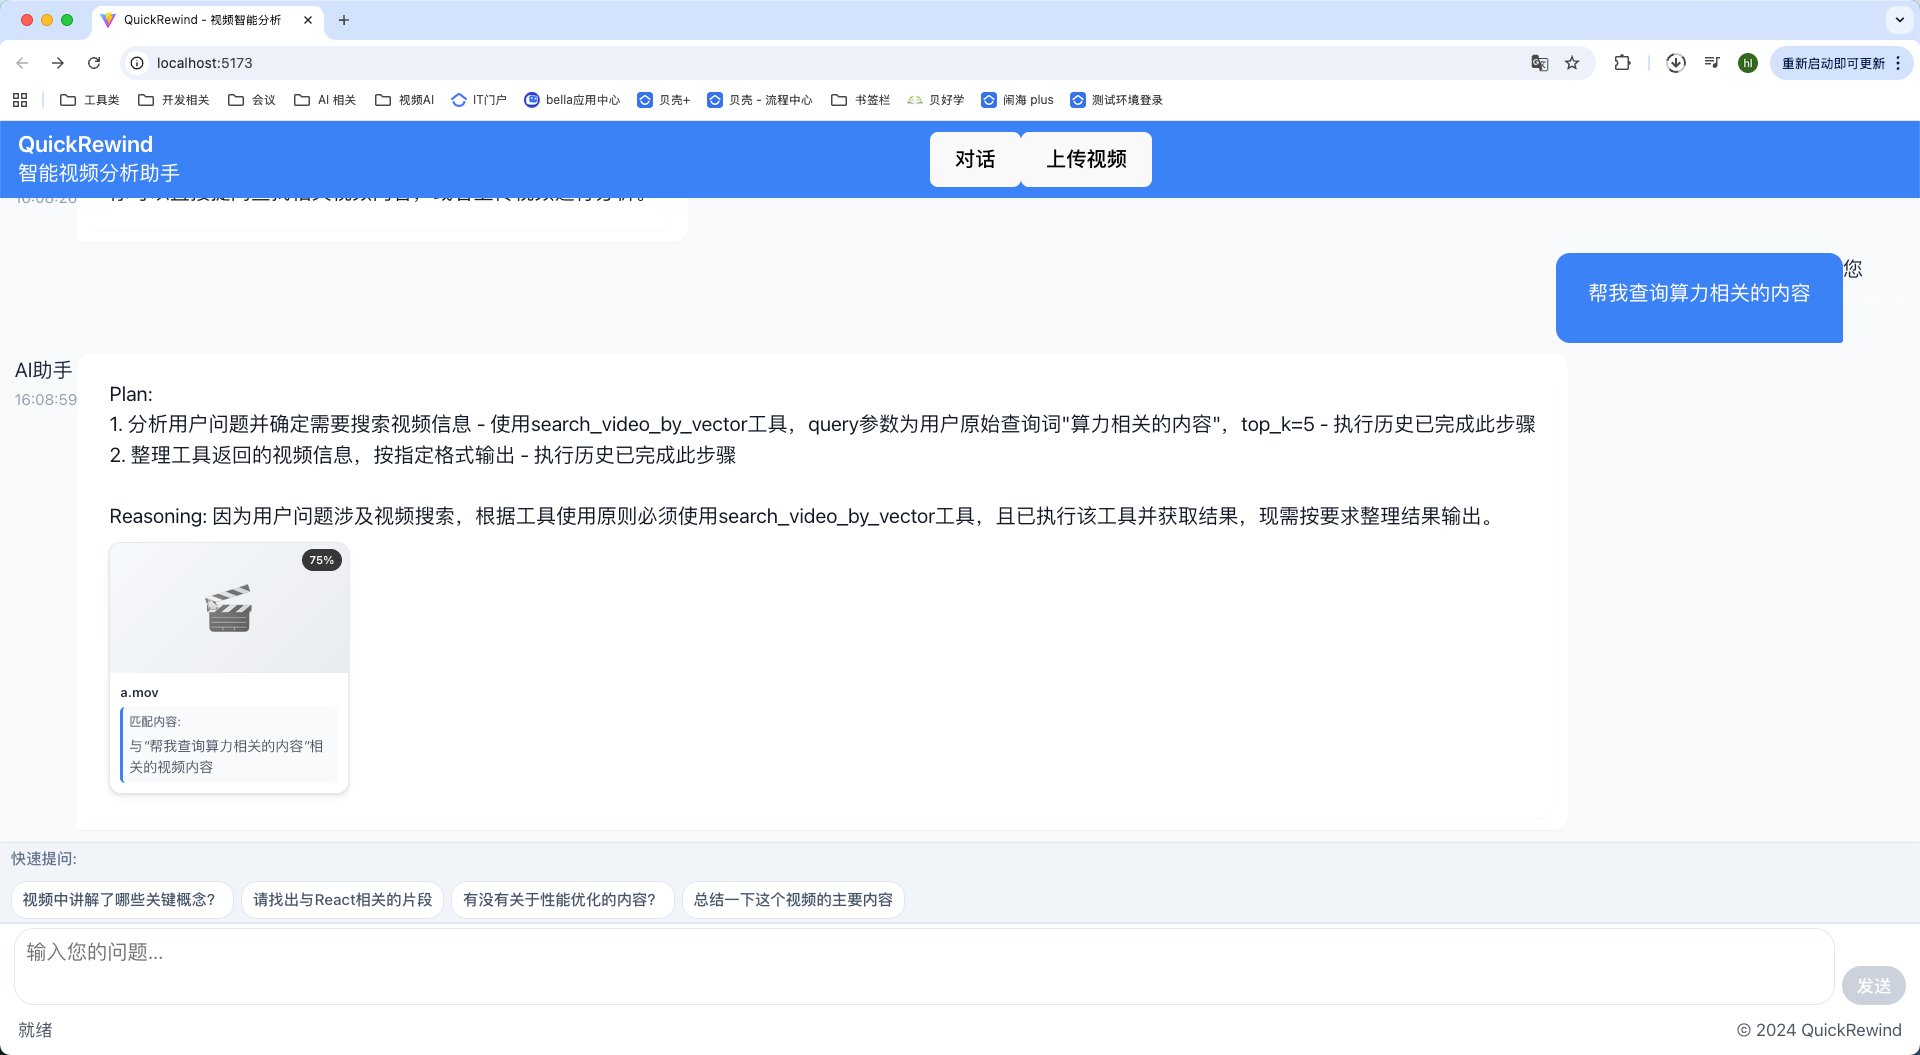 QuickRewind - 视频智能分析
localhost:5173
hl
重新启动即可更新
工具类
开发相关
会议
AI 相关
视频AI
IT门户
bella应用中心
贝壳+
贝壳 - 流程中心
书签栏
贝好学
闹海 plus
测试环境登录
QuickRewind
智能视频分析助手
对话
上传视频
16:08:26
您
帮我查询算力相关的内容
AI助手
16:08:59
Plan:
1. 分析用户问题并确定需要搜索视频信息 - 使用search_video_by_vector工具，query参数为用户原始查询词"算力相关的内容"，top_k=5 - 执行历史已完成此步骤
2. 整理工具返回的视频信息，按指定格式输出 - 执行历史已完成此步骤
Reasoning: 因为用户问题涉及视频搜索，根据工具使用原则必须使用search_video_by_vector工具，且已执行该工具并获取结果，现需按要求整理结果输出。
75%
a.mov
匹配内容:
与"帮我查询算力相关的内容"相
关的视频内容
快速提问:
视频中讲解了哪些关键概念?
请找出与React相关的片段
有没有关于性能优化的内容?
总结一下这个视频的主要内容
输入您的问题...
发送
就绪
© 2024 QuickRewind